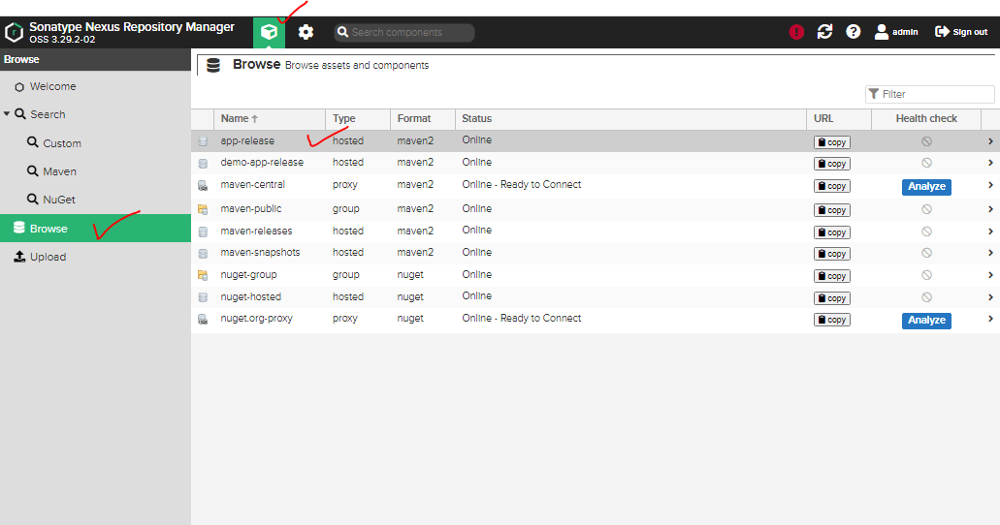 Sonatype Nexus Repository Manager
OSS 3.29.2-02
Search components
admin
Sign out
Browse
Welcome
Search
Custom
Maven
NuGet
Browse
Upload
Browse Browse assets and components
Filter
Name Type Format Status URL Health check
app-release hosted maven2 Online copy
demo-app-release hosted maven2 Online copy
maven-central proxy maven2 Online - Ready to Connect copy Analyze
maven-public group maven2 Online copy
maven-releases hosted maven2 Online copy
maven-snapshots hosted maven2 Online copy
nuget-group group nuget Online copy
nuget-hosted hosted nuget Online copy
nuget.org-proxy proxy nuget Online - Ready to Connect copy Analyze